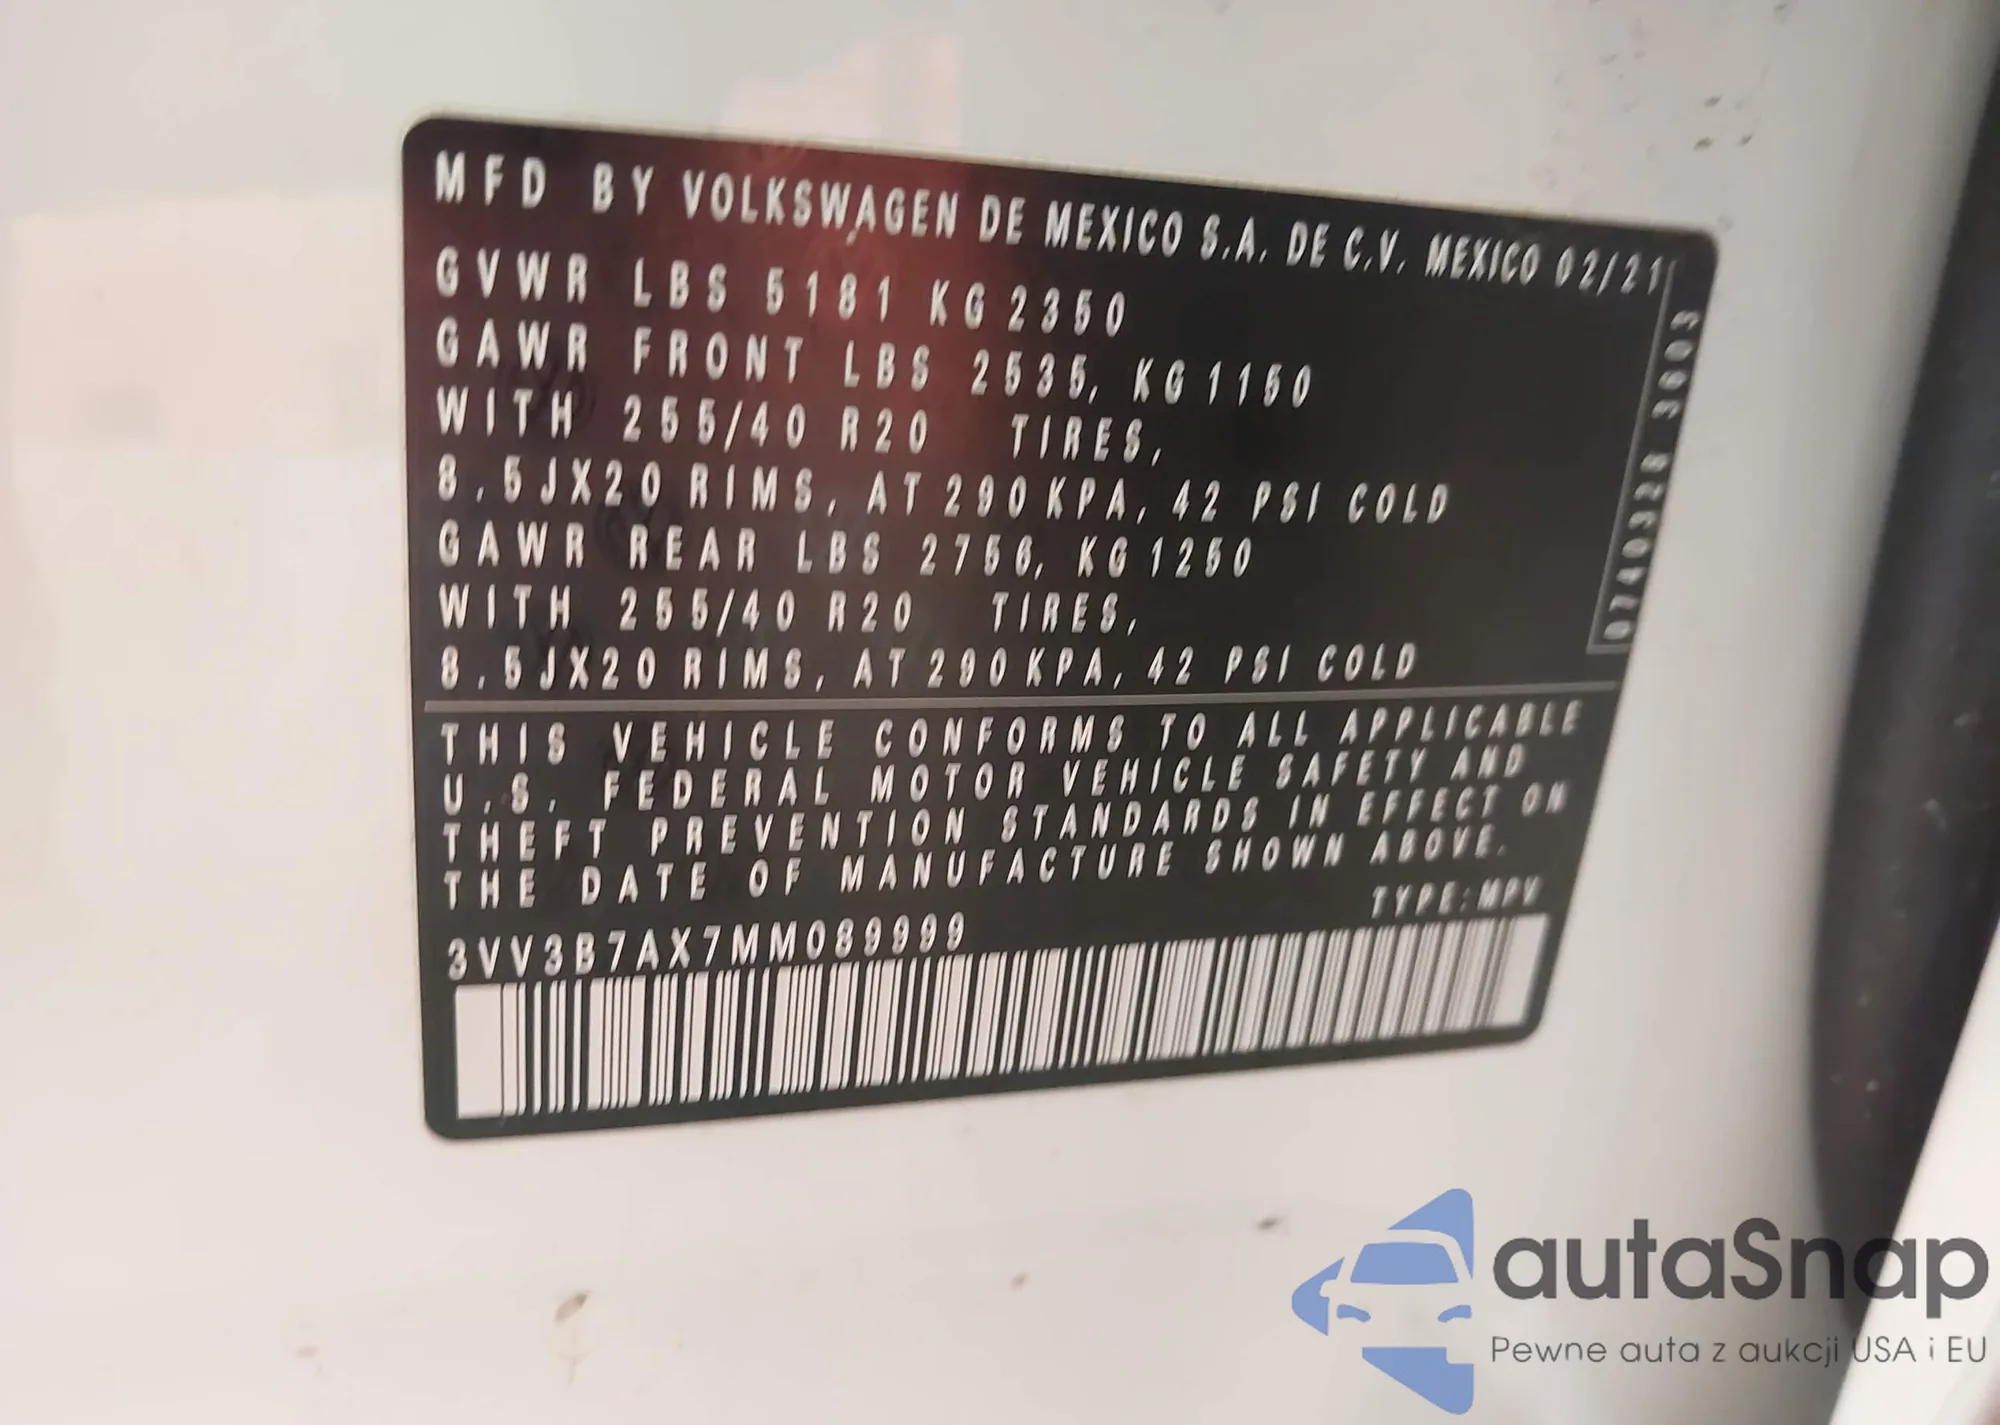 MFD BY VOLKSWAGEN DE MEXICO S.A. DE C.V. MEXICO 02/21
GVWR LBS 5181 KG 2350
GAWR FRONT LBS 2535, KG 1150
WITH 255/40 R20 TIRES,
8.5JX20 RIMS, AT 290 KPA, 42 PSI COLD
GAWR REAR LBS 2756, KG 1250
WITH 255/40 R20 TIRES,
8.5JX20 RIMS, AT 290 KPA, 42 PSI COLD
0740328 3603
THIS VEHICLE CONFORMS TO ALL APPLICABLE
U.S. FEDERAL MOTOR VEHICLE SAFETY AND
THEFT PREVENTION STANDARDS IN EFFECT ON
THE DATE OF MANUFACTURE SHOWN ABOVE.
TYPE: MPV
3VV3B7AX7MM089999
autaSnap
Pewne auta z aukcji USA i EU